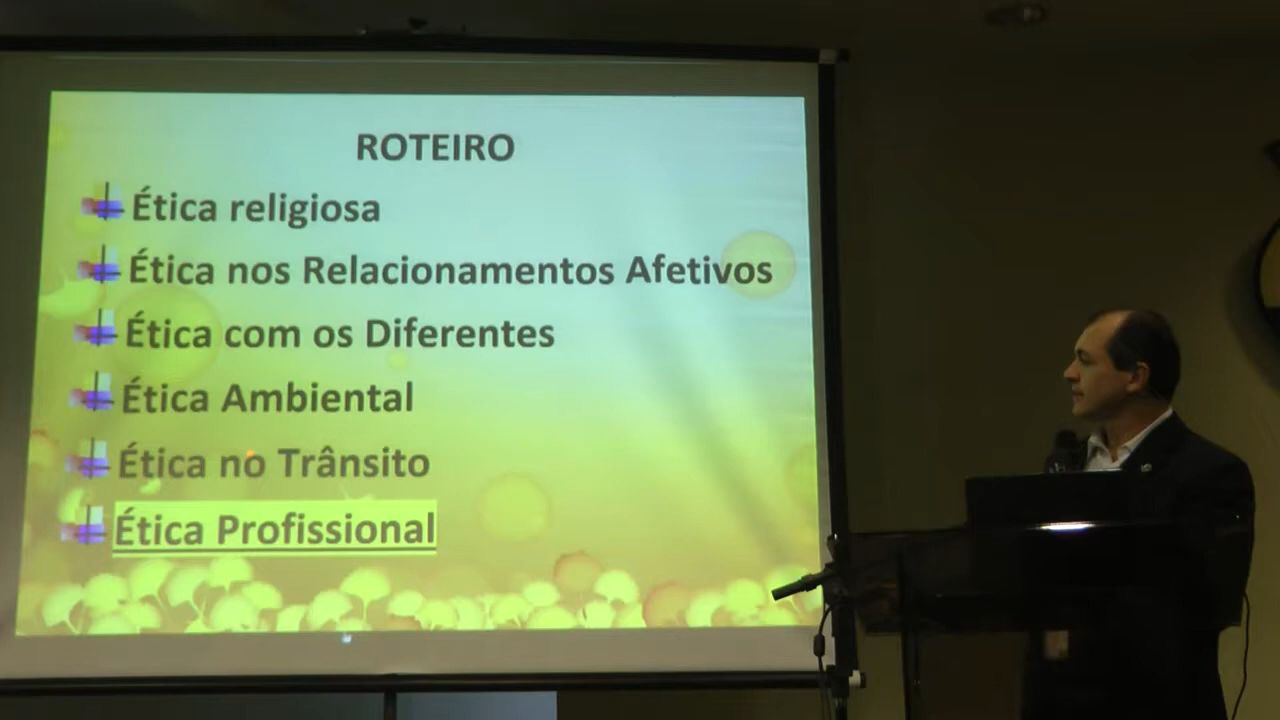 ROTEIRO
Ética religiosa
Ética nos Relacionamentos Afetivos
Ética com os Diferentes
Ética Ambiental
Ética no Trânsito
Ética Profissional